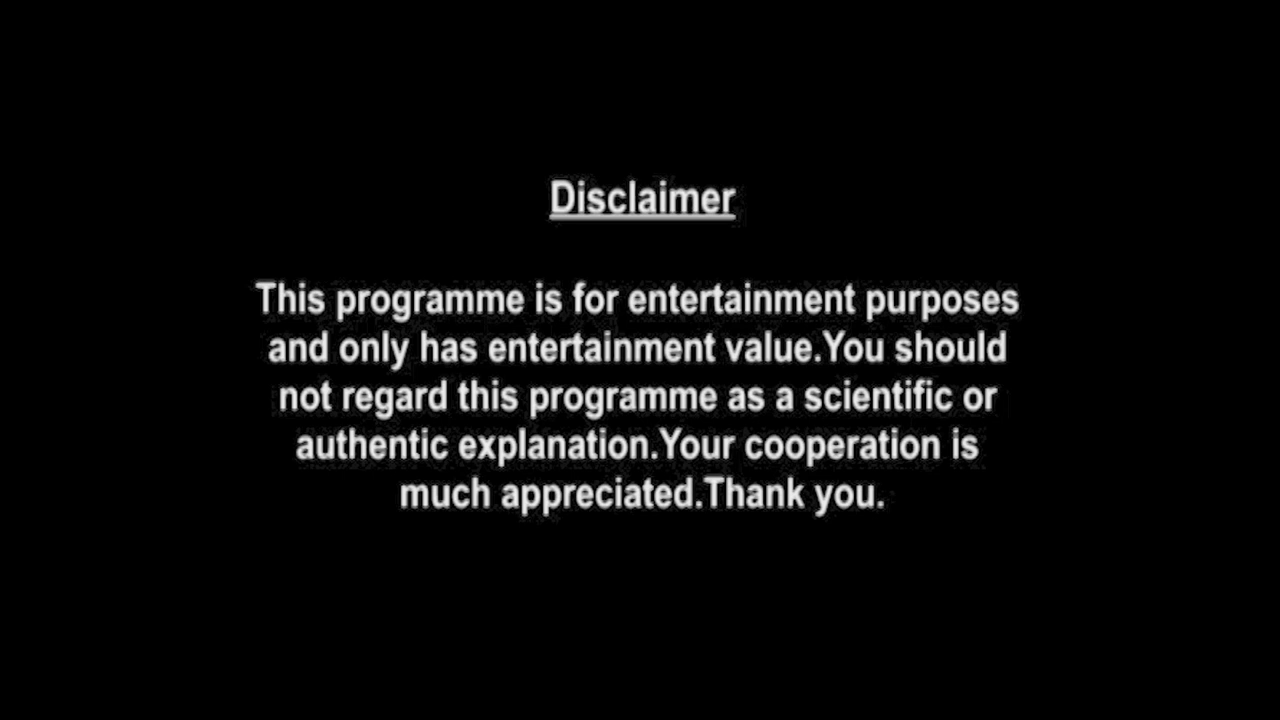 Disclaimer
This programme is for entertainment purposes
and only has entertainment value.You should
not regard this programme as a scientific or
authentic explanation.Your cooperation is
much appreciated.Thank you.